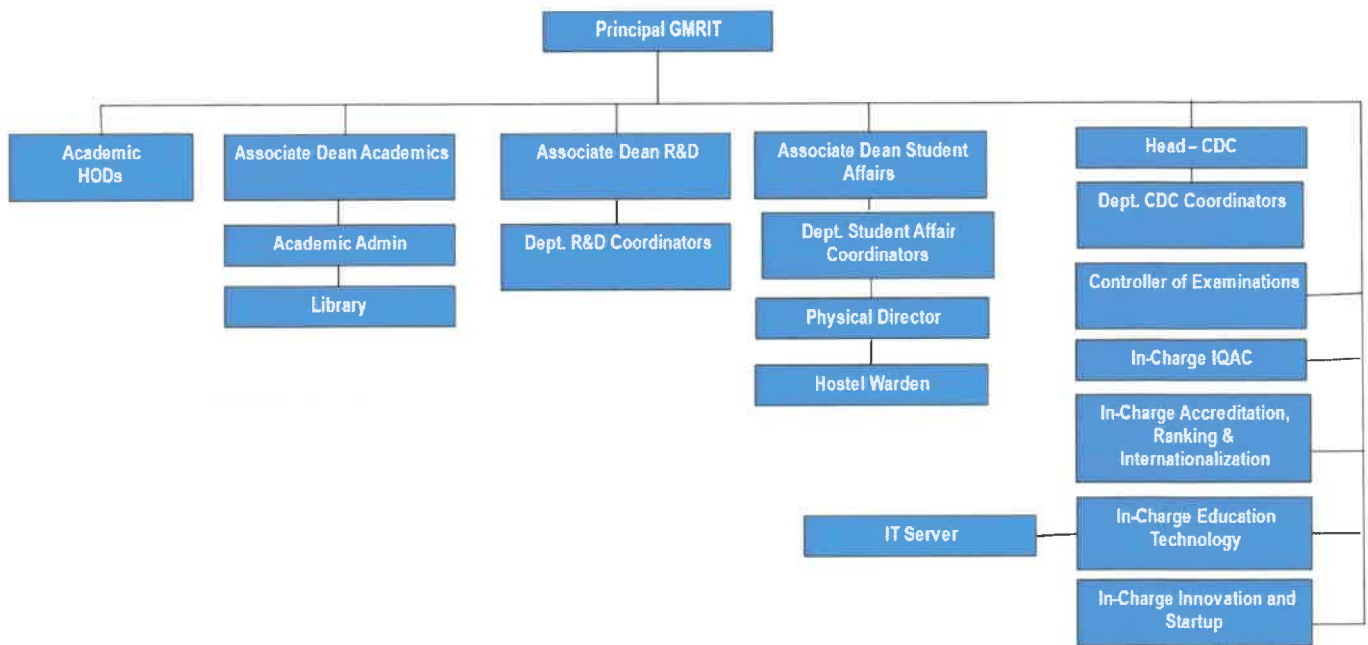 Principal GMRIT
Academic
HODs
Associate Dean Academics
Academic Admin
Library
Associate Dean R&D
Dept. R&D Coordinators
Associate Dean Student
Affairs
Dept. Student Affair
Coordinators
Physical Director
Hostel Warden
Head – CDC
Dept. CDC Coordinators
Controller of Examinations
In-Charge IQAC
In-Charge Accreditation,
Ranking &
Internationalization
IT Server
In-Charge Education
Technology
In-Charge Innovation and
Startup